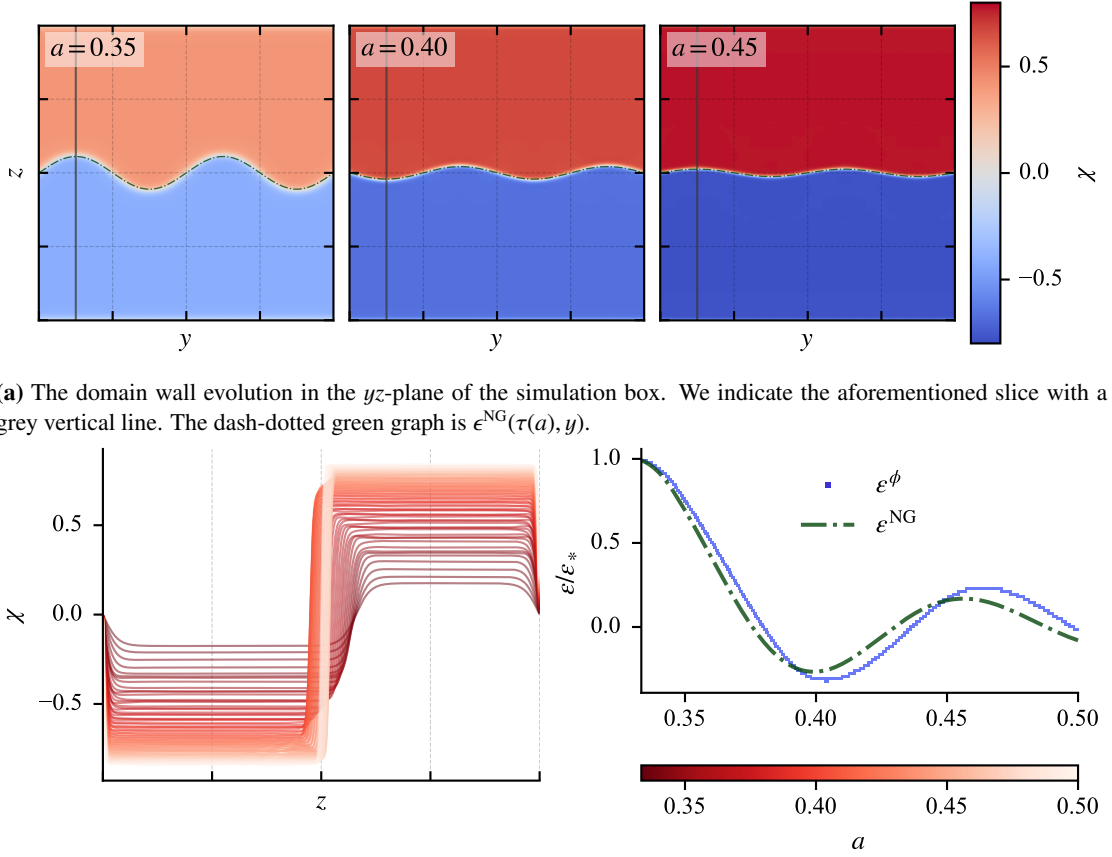 a = 0.35
a = 0.40
a = 0.45
z
y
y
y
0.5
0.0
−0.5
χ
(a) The domain wall evolution in the yz-plane of the simulation box. We indicate the aforementioned slice with a
grey vertical line. The dash-dotted green graph is ϵ^NG(τ(a), y).
0.5
0.0
−0.5
χ
z
1.0
0.5
0.0
ε/ε*
ε^ϕ
ε^NG
0.35 0.40 0.45 0.50
0.35 0.40 0.45 0.50
a